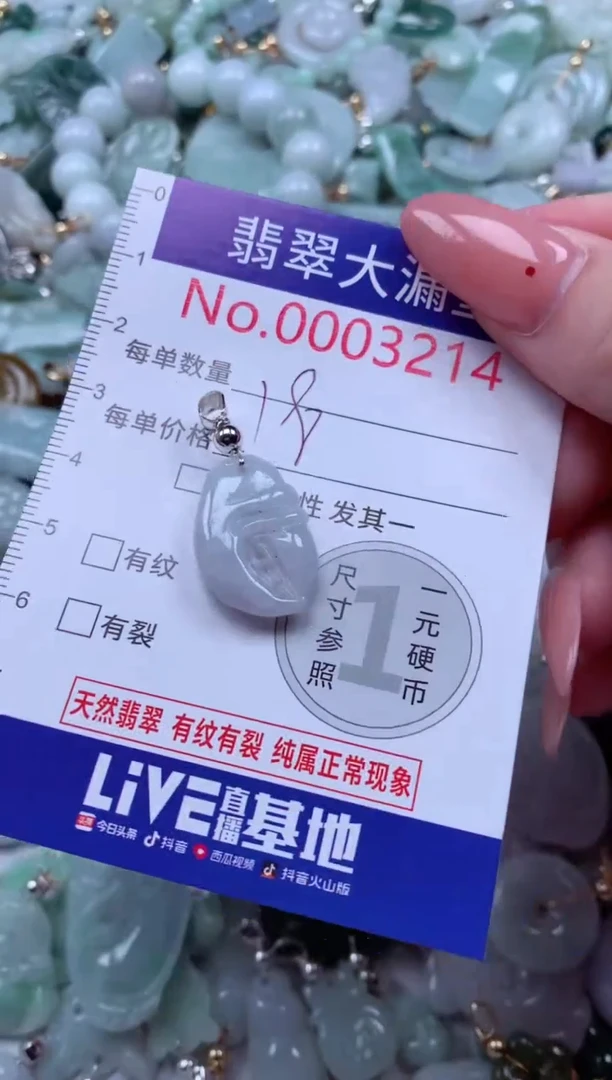 0
1
2
3
4
5
6
翡翠大漏
No.0003214
每单数量
每单价格
性 发其一
有纹
有裂
尺寸参照
1
一元硬币
天然翡翠 有纹有裂 纯属正常现象
LiVE直播基地
今日头条 抖音 西瓜视频 抖音火山版